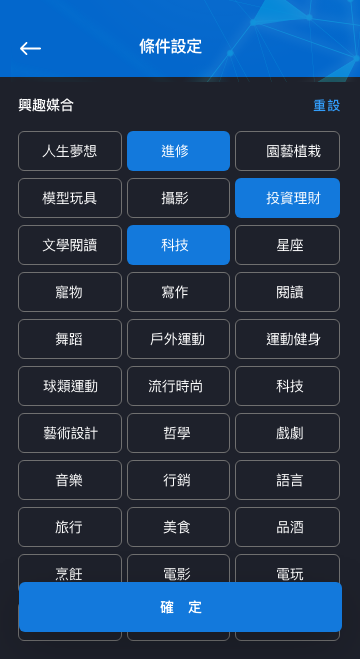 條件設定
興趣媒合 重設
人生夢想 進修 園藝植栽
模型玩具 攝影 投資理財
文學閱讀 科技 星座
寵物 寫作 閱讀
舞蹈 戶外運動 運動健身
球類運動 流行時尚 科技
藝術設計 哲學 戲劇
音樂 行銷 語言
旅行 美食 品酒
烹飪 電影 電玩
確 定